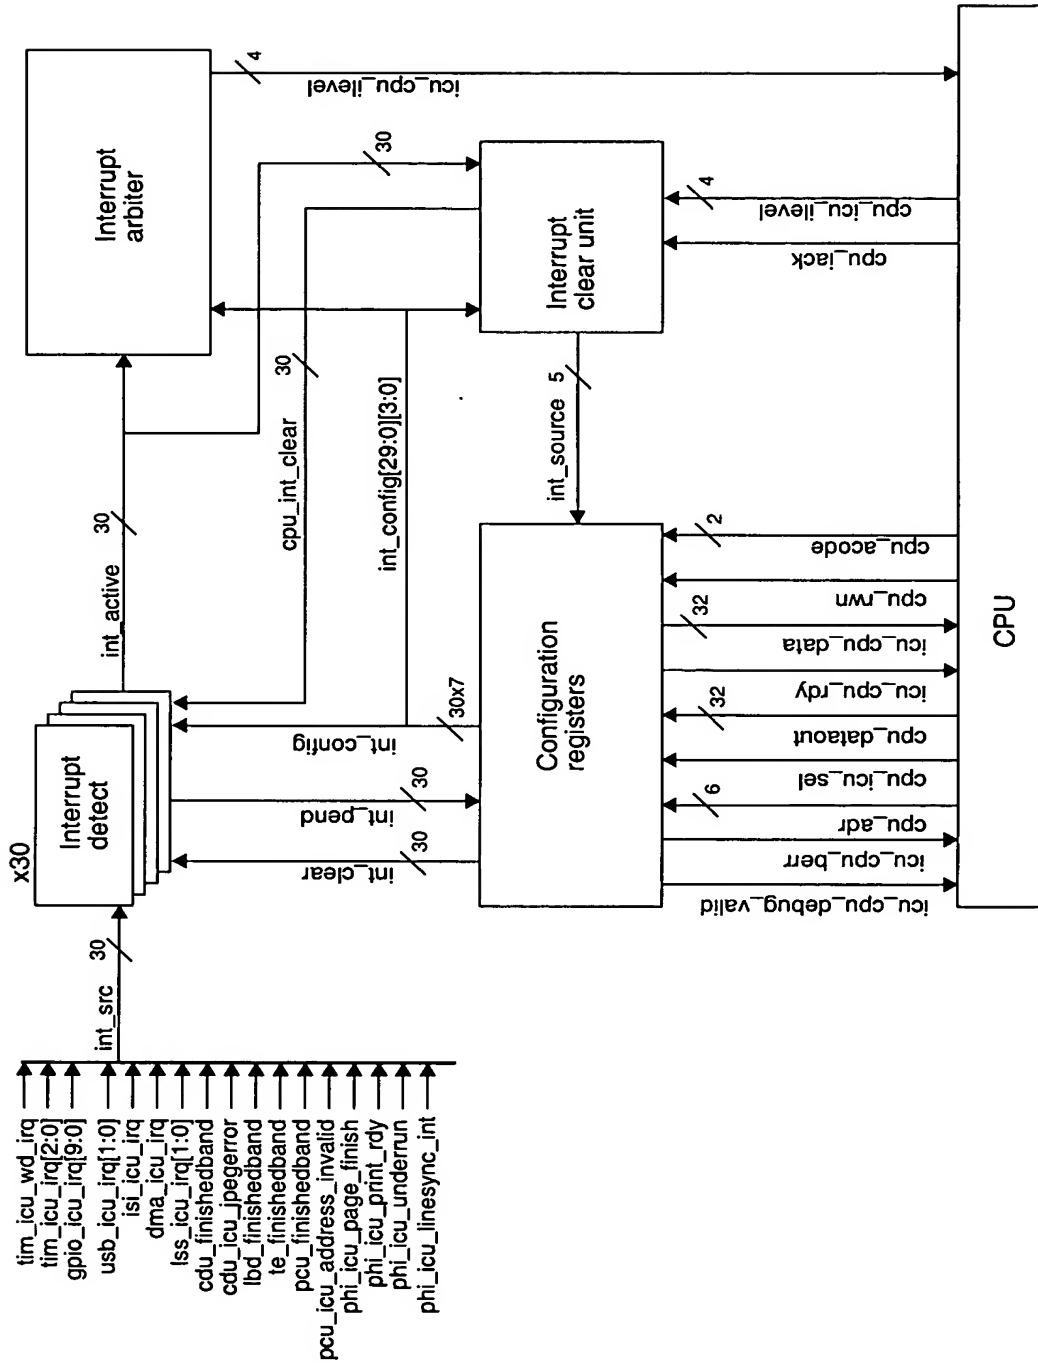 tim_icu_wd_irq
tim_icu_irq[2:0]
gpio_icu_irq[9:0]
usb_icu_irq[1:0]
isi_icu_irq
dma_icu_irq
lss_icu_irq[1:0]
cdu_finishedband
cdu_icu_jpegerror
lbd_finishedband
te_finishedband
pcu_finishedband
pcu_icu_address_invalid
phi_icu_page_finish
phi_icu_print_rdy
phi_icu_underrun
phi_icu_linesync_int
int_src
30
x30
Interrupt
detect
int_active
30
Interrupt
arbiter
4
icu_cpu_ilevel
30
cpu_int_clear
30
int_config[29:0][3:0]
int_clear
30
int_pend
30
int_config
30x7
Configuration
registers
int_source
5
Interrupt
clear unit
cpu_iack
cpu_icu_ilevel
4
icu_cpu_debug_valid
icu_cpu_berr
cpu_adr
6
cpu_icu_sel
cpu_dataout
32
icu_cpu_rdy
icu_cpu_data
32
cpu_rwn
cpu_acode
2
CPU